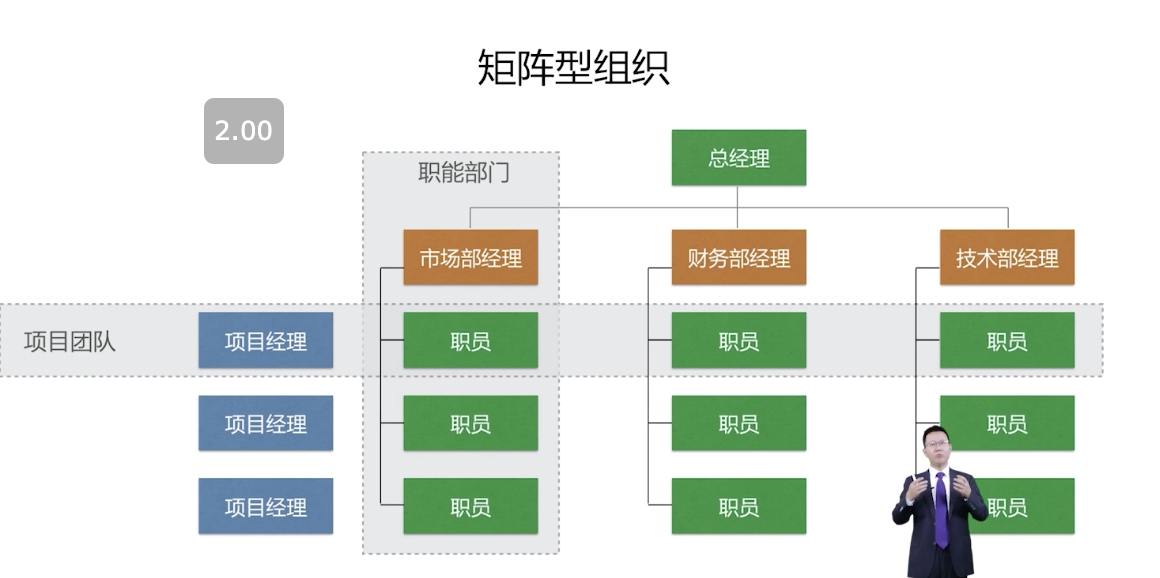 矩阵型组织
2.00
总经理
职能部门
市场部经理
财务部经理
技术部经理
项目团队
项目经理
职员
职员
职员
项目经理
职员
职员
职员
项目经理
职员
职员
职员